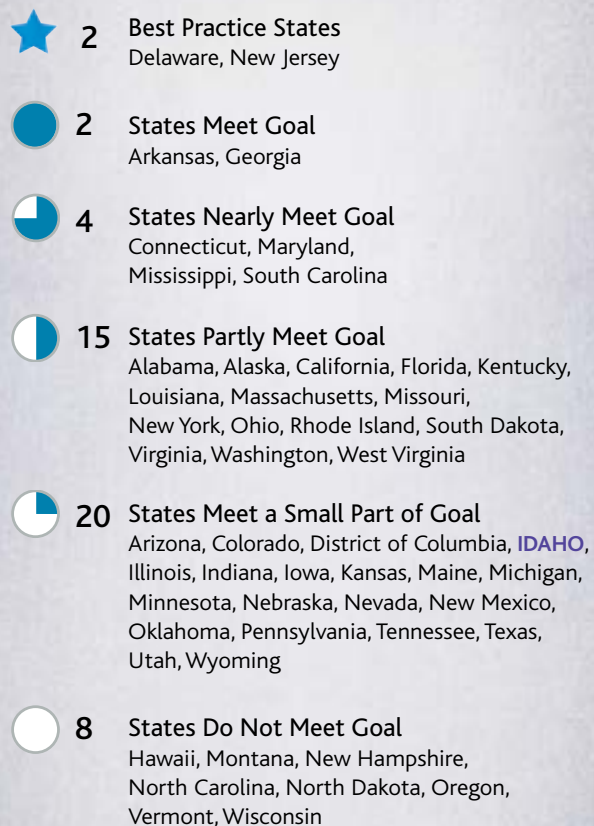 2 Best Practice States
Delaware, New Jersey
2 States Meet Goal
Arkansas, Georgia
4 States Nearly Meet Goal
Connecticut, Maryland,
Mississippi, South Carolina
15 States Partly Meet Goal
Alabama, Alaska, California, Florida, Kentucky,
Louisiana, Massachusetts, Missouri,
New York, Ohio, Rhode Island, South Dakota,
Virginia, Washington, West Virginia
20 States Meet a Small Part of Goal
Arizona, Colorado, District of Columbia, IDAHO,
Illinois, Indiana, Iowa, Kansas, Maine, Michigan,
Minnesota, Nebraska, Nevada, New Mexico,
Oklahoma, Pennsylvania, Tennessee, Texas,
Utah, Wyoming
8 States Do Not Meet Goal
Hawaii, Montana, New Hampshire,
North Carolina, North Dakota, Oregon,
Vermont, Wisconsin